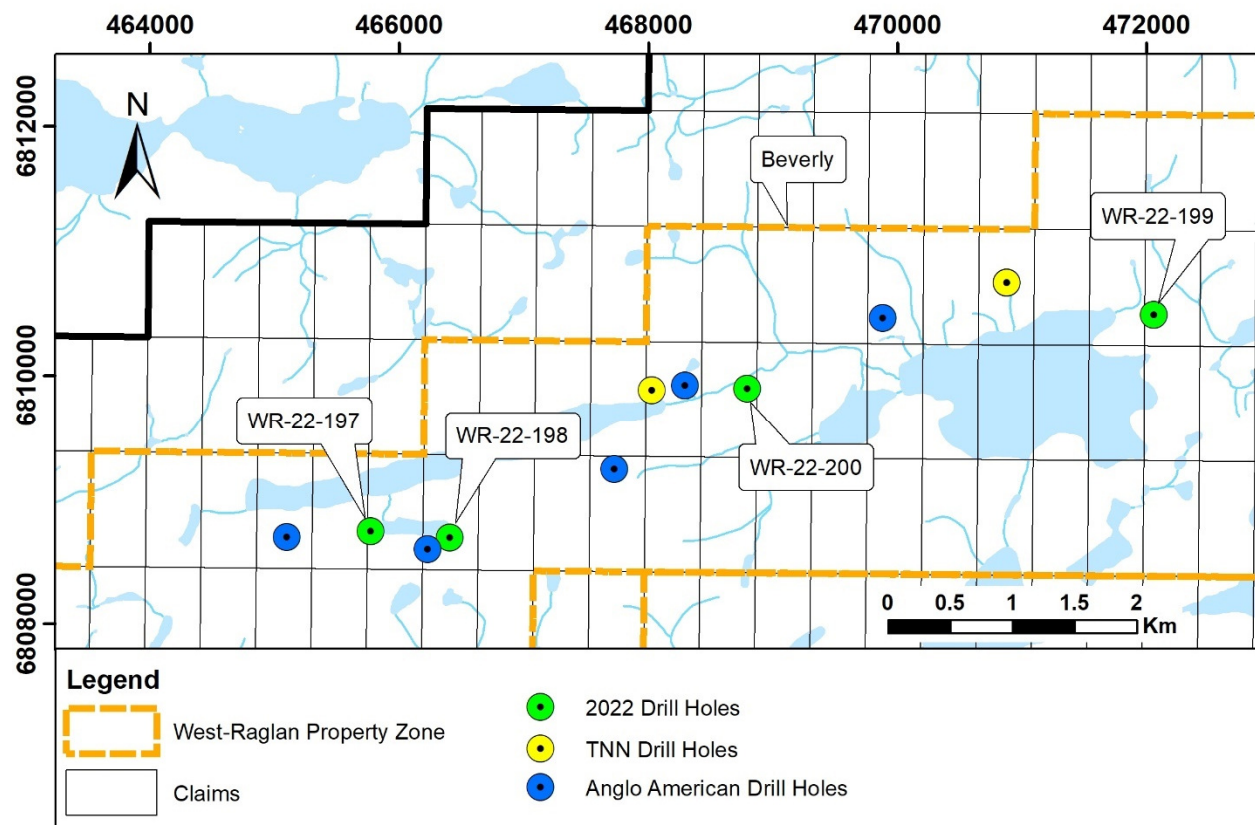 464000 466000 468000 470000 472000
6812000
6810000
6808000
N
Beverly
WR-22-199
WR-22-197
WR-22-198
WR-22-200
0 0.5 1 1.5 2
Km
Legend
West-Raglan Property Zone
Claims
2022 Drill Holes
TNN Drill Holes
Anglo American Drill Holes